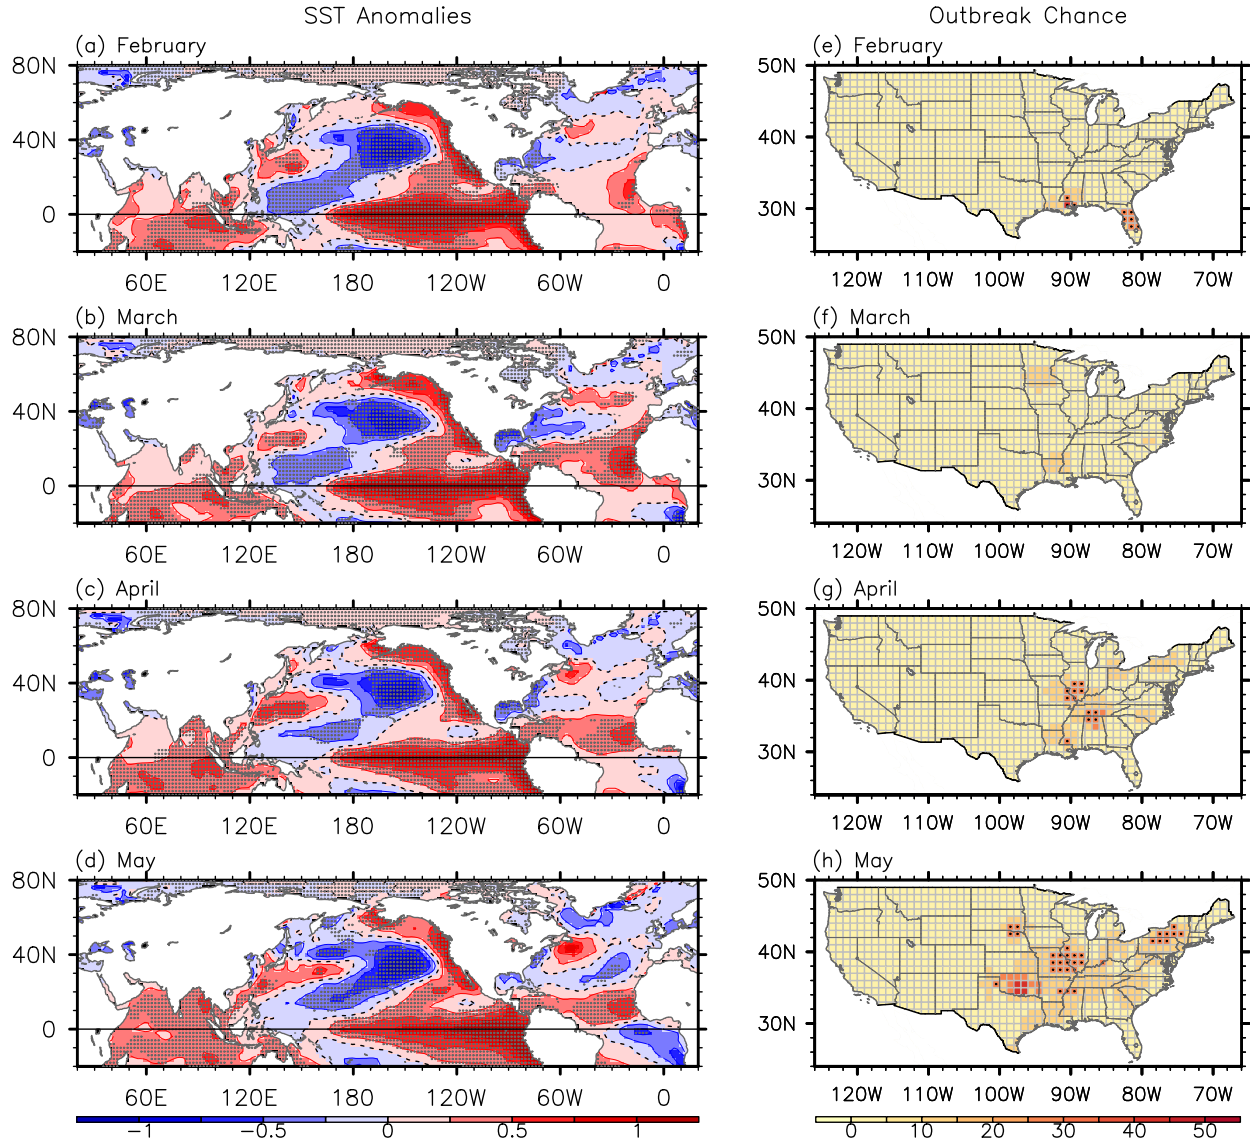 SST Anomalies
Outbreak Chance
(a) February
80N
40N
0
60E 120E 180 120W 60W 0
(e) February
50N
40N
30N
120W 110W 100W 90W 80W 70W
(b) March
80N
40N
0
60E 120E 180 120W 60W 0
(f) March
50N
40N
30N
120W 110W 100W 90W 80W 70W
(c) April
80N
40N
0
60E 120E 180 120W 60W 0
(g) April
50N
40N
30N
120W 110W 100W 90W 80W 70W
(d) May
80N
40N
0
60E 120E 180 120W 60W 0
-1 -0.5 0 0.5 1
(h) May
50N
40N
30N
120W 110W 100W 90W 80W 70W
0 10 20 30 40 50